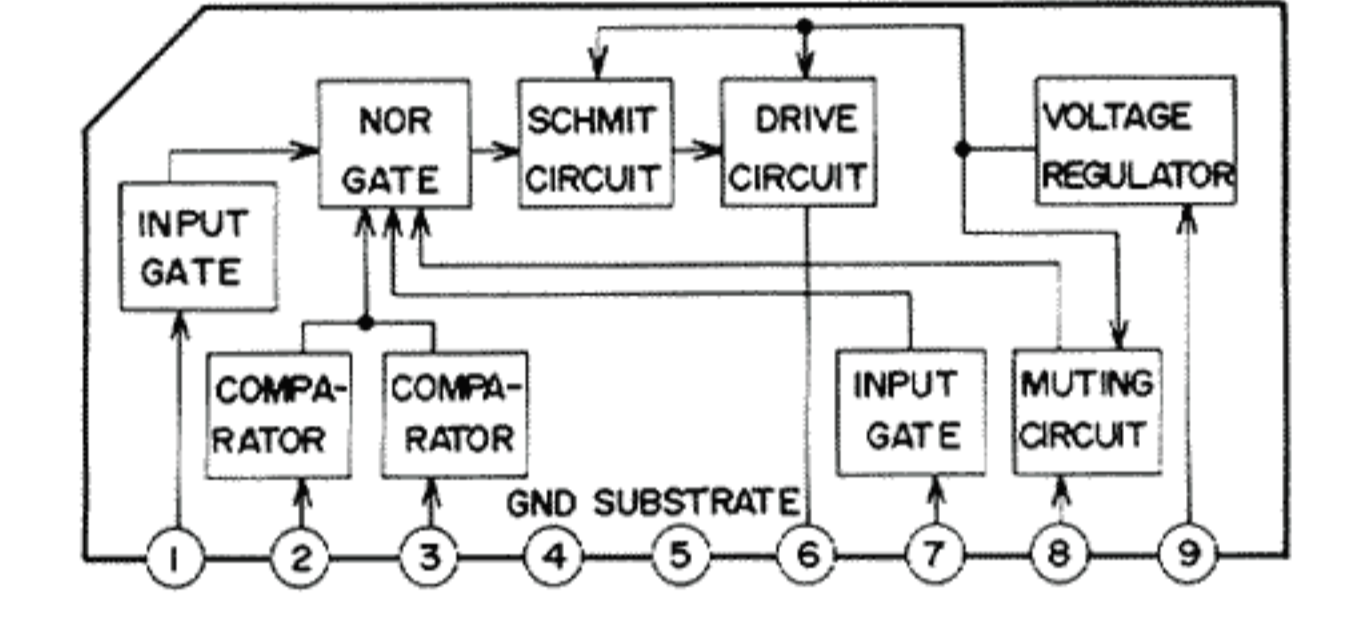 NOR
GATE
SCHMIT
CIRCUIT
DRIVE
CIRCUIT
VOLTAGE
REGULATOR
INPUT
GATE
COMPA-
RATOR
COMPA-
RATOR
INPUT
GATE
MUTING
CIRCUIT
GND SUBSTRATE
1 2 3 4 5 6 7 8 9